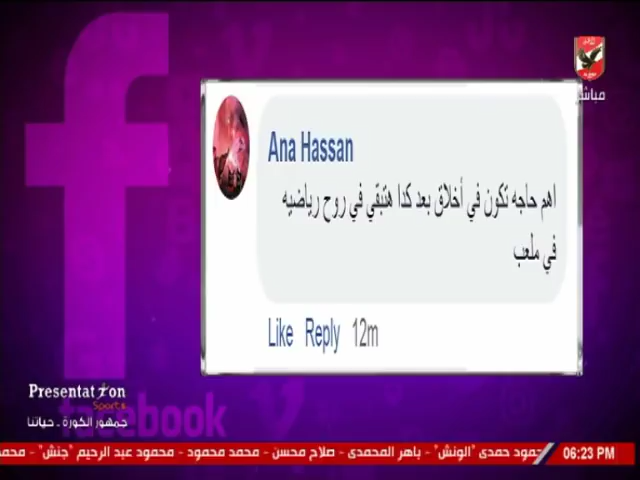 مباشر
Ana Hassan
اهم حاجه تكون في أخلاق بعد كدا هتبقي في روح رياضيه
في ملعب
Like Reply 12m
Presentation
Sports
جمهور الكورة - حياتنا
facebook
حمود حمدى "الونش" - باهر المحمدى - صلاح محسن - محمد محمود - محمود عبد الرحيم "جنش" - محمد
06:23 PM